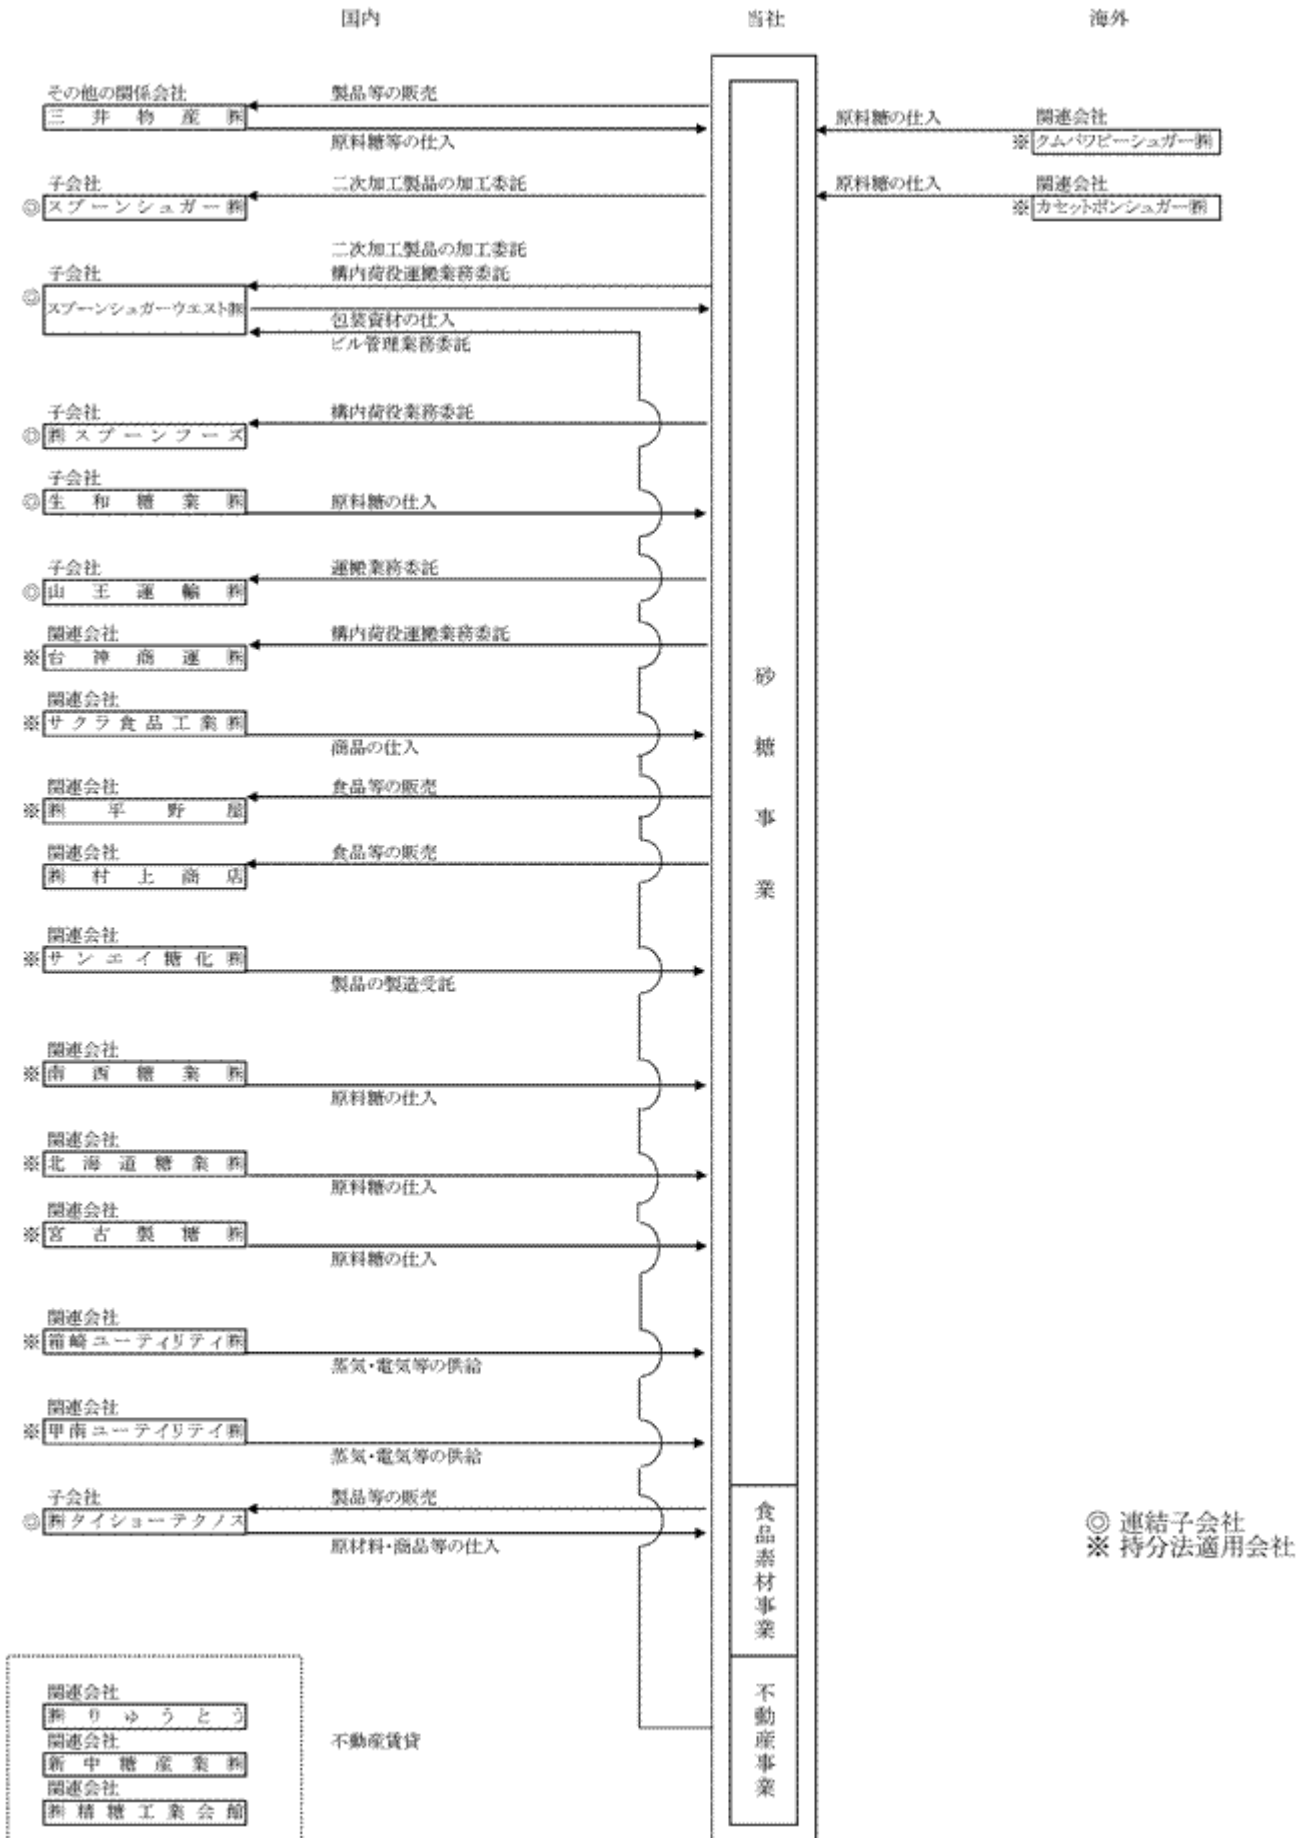 国内 当社 海外
その他の関係会社 製品等の販売
三井物産㈱
原料糖等の仕入
原料糖の仕入 関連会社
※クムパワピーシュガー㈱
子会社 二次加工製品の加工委託
◎スプーンシュガー㈱
原料糖の仕入 関連会社
※カセットポンシュガー㈱
二次加工製品の加工委託
子会社 構内荷役運搬業務委託
◎スプーンシュガーウエスト㈱
包装資材の仕入
ビル管理業務委託
子会社 構内荷役業務委託
◎㈱スプーンフーズ
子会社
◎生和糖業㈱ 原料糖の仕入
子会社 運搬業務委託
◎山王運輸㈱
関連会社 構内荷役運搬業務委託
※台神商運㈱
関連会社
※サクラ食品工業㈱
商品の仕入
関連会社 食品等の販売
※㈱平野屋
関連会社 食品等の販売
㈱村上商店
関連会社
※サンエイ糖化㈱
製品の製造受託
関連会社
※南西糖業㈱
原料糖の仕入
関連会社
※北海道糖業㈱
原料糖の仕入
関連会社
※宮古製糖㈱
原料糖の仕入
関連会社
※箱崎ユーティリティ㈱
蒸気・電気等の供給
関連会社
※甲南ユーテイリテイ㈱
蒸気・電気等の供給
子会社 製品等の販売
◎㈱タイショーテクノス
原材料・商品等の仕入
関連会社
㈱りゅうとう
関連会社
新中糖産業㈱
関連会社
㈱精糖工業会館
不動産賃貸
砂糖事業
食品素材事業
不動産事業
◎ 連結子会社
※ 持分法適用会社